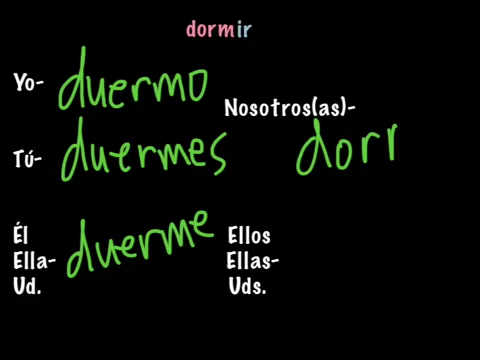 dormir
Yo- duermo
Nosotros(as)-
Tú- duermes dorr
Él
Ella- duerme
Ud.
Ellos
Ellas-
Uds.